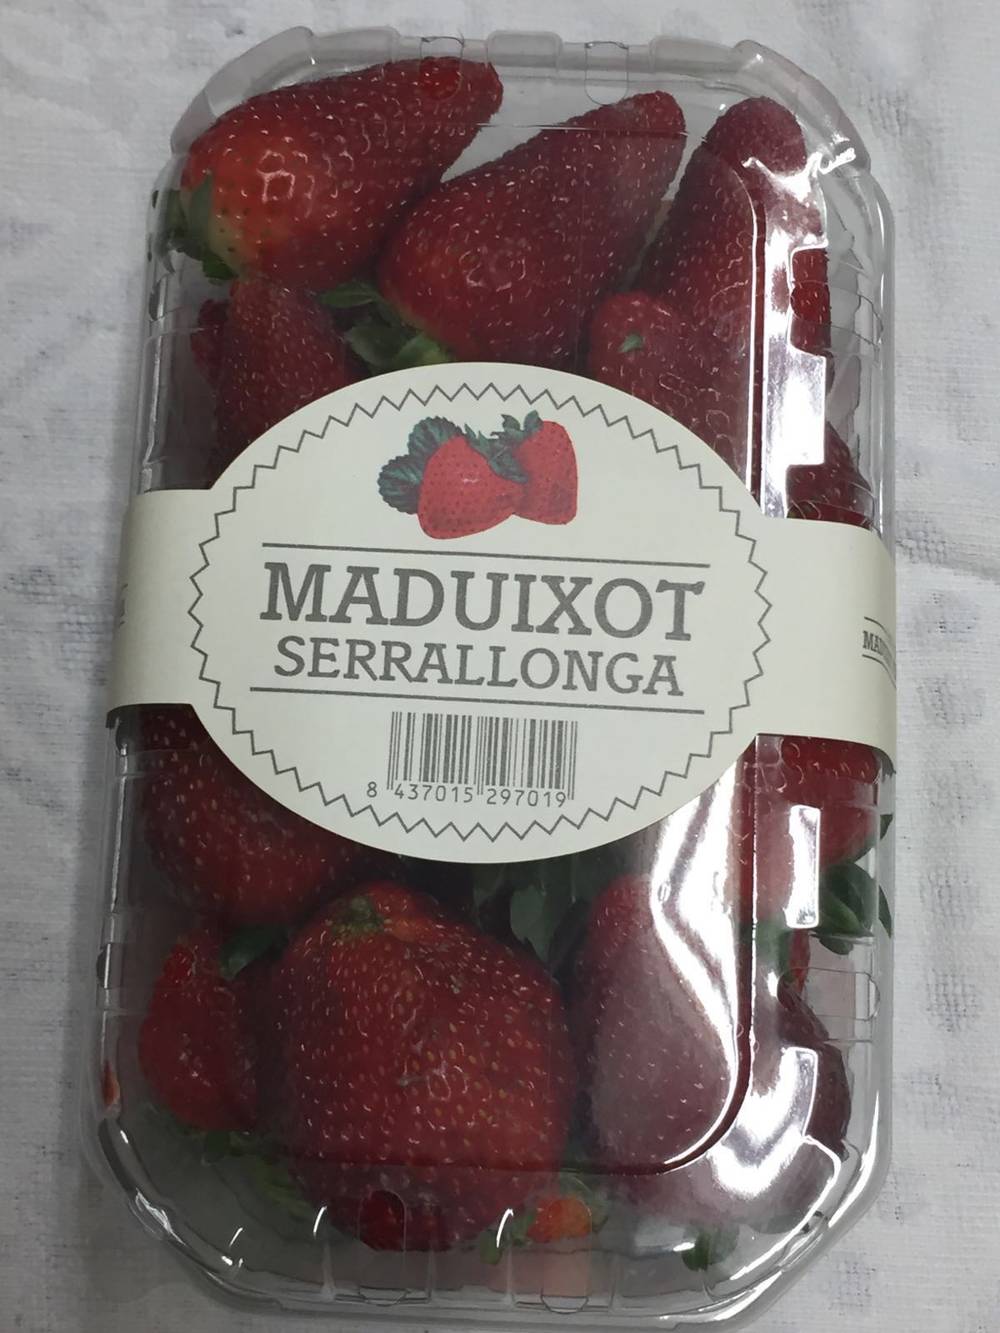 MADUIXOT
SERRALLONGA
8 437015 297019